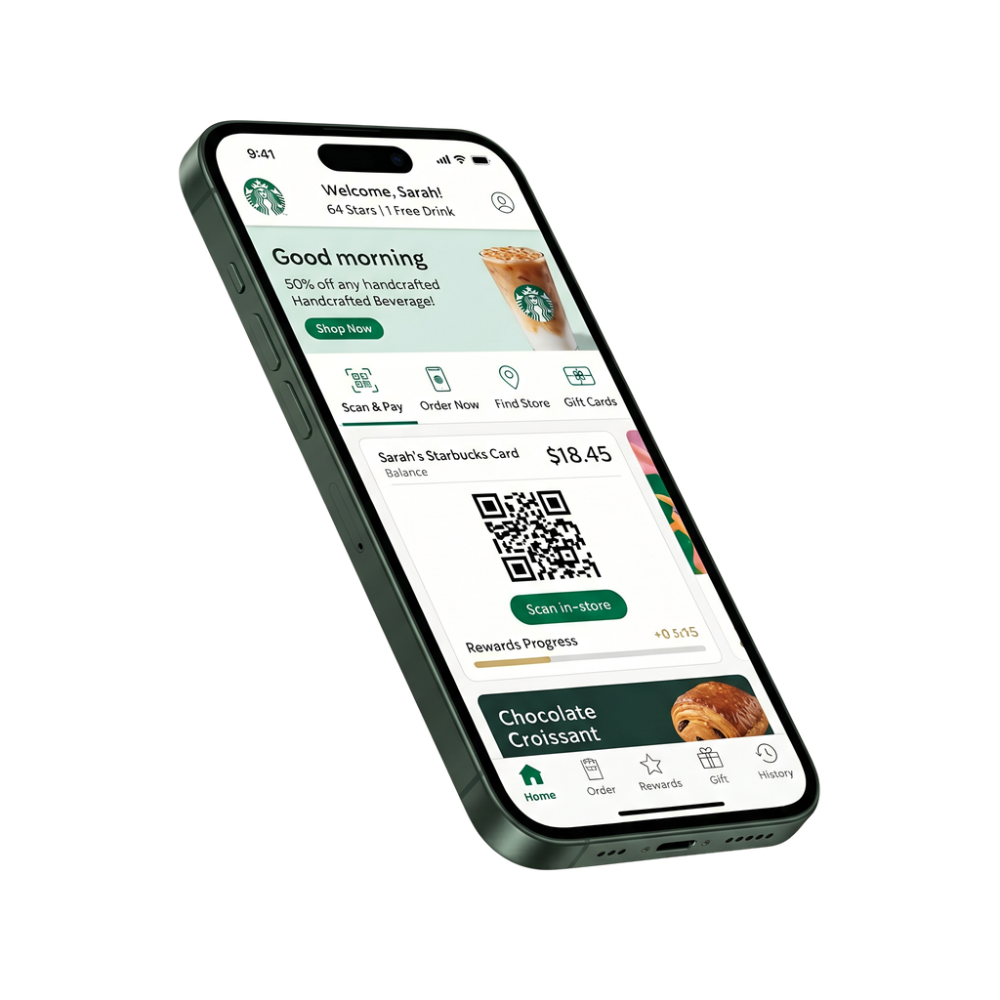 9:41
Welcome, Sarah!
64 Stars | 1 Free Drink
Good morning
50% off any handcrafted
Handcrafted Beverage!
Shop Now
Scan & Pay
Order Now
Find Store
Gift Cards
Sarah's Starbucks Card
$18.45
Balance
Scan in-store
Rewards Progress
Chocolate
Croissant
Home
Order
Rewards
Gift
History